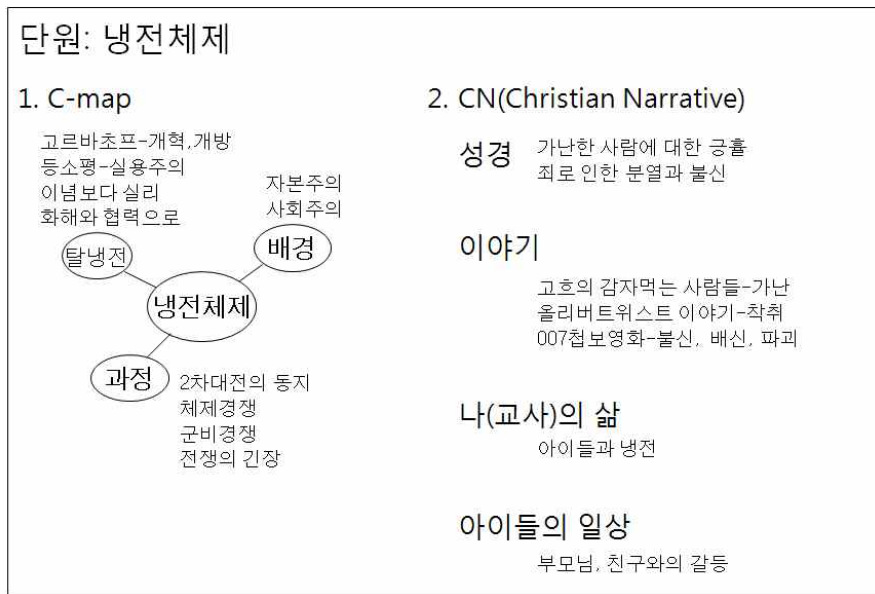 단원: 냉전체제
1. C-map
고르바초프-개혁,개방
등소평-실용주의
이념보다 실리
화해와 협력으로
자본주의
사회주의
탈냉전
배경
냉전체제
과정
2차대전의 동지
체제경쟁
군비경쟁
전쟁의 긴장
2. CN(Christian Narrative)
성경
가난한 사람에 대한 긍휼
죄로 인한 분열과 불신
이야기
고흐의 감자먹는 사람들-가난
올리버트위스트 이야기-착취
007첩보영화-불신, 배신, 파괴
나(교사)의 삶
아이들과 냉전
아이들의 일상
부모님, 친구와의 갈등